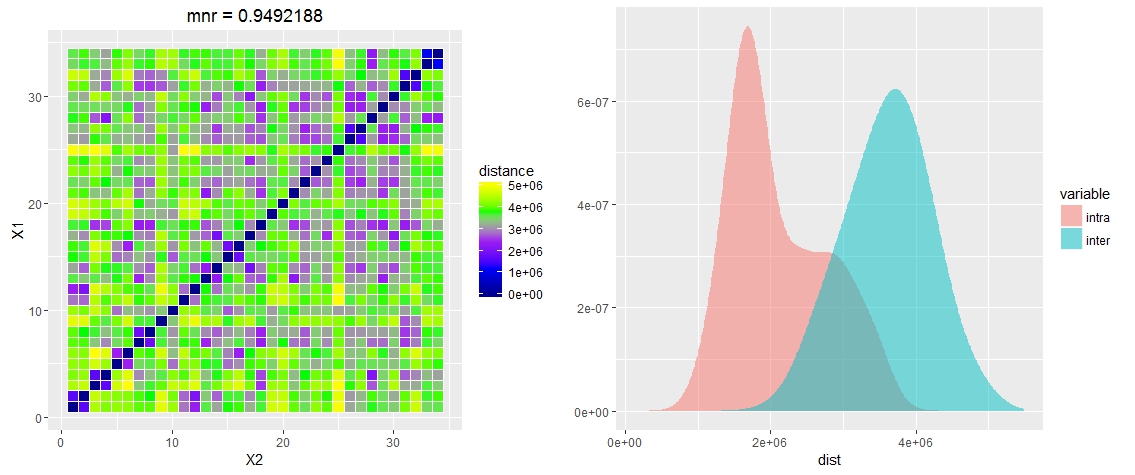 mnr = 0.9492188
X1
30
20
10
0
0
10
20
30
X2
distance
5e+06
4e+06
3e+06
2e+06
1e+06
0e+00
6e-07
4e-07
2e-07
0e+00
0e+00
2e+06
4e+06
dist
variable
intra
inter